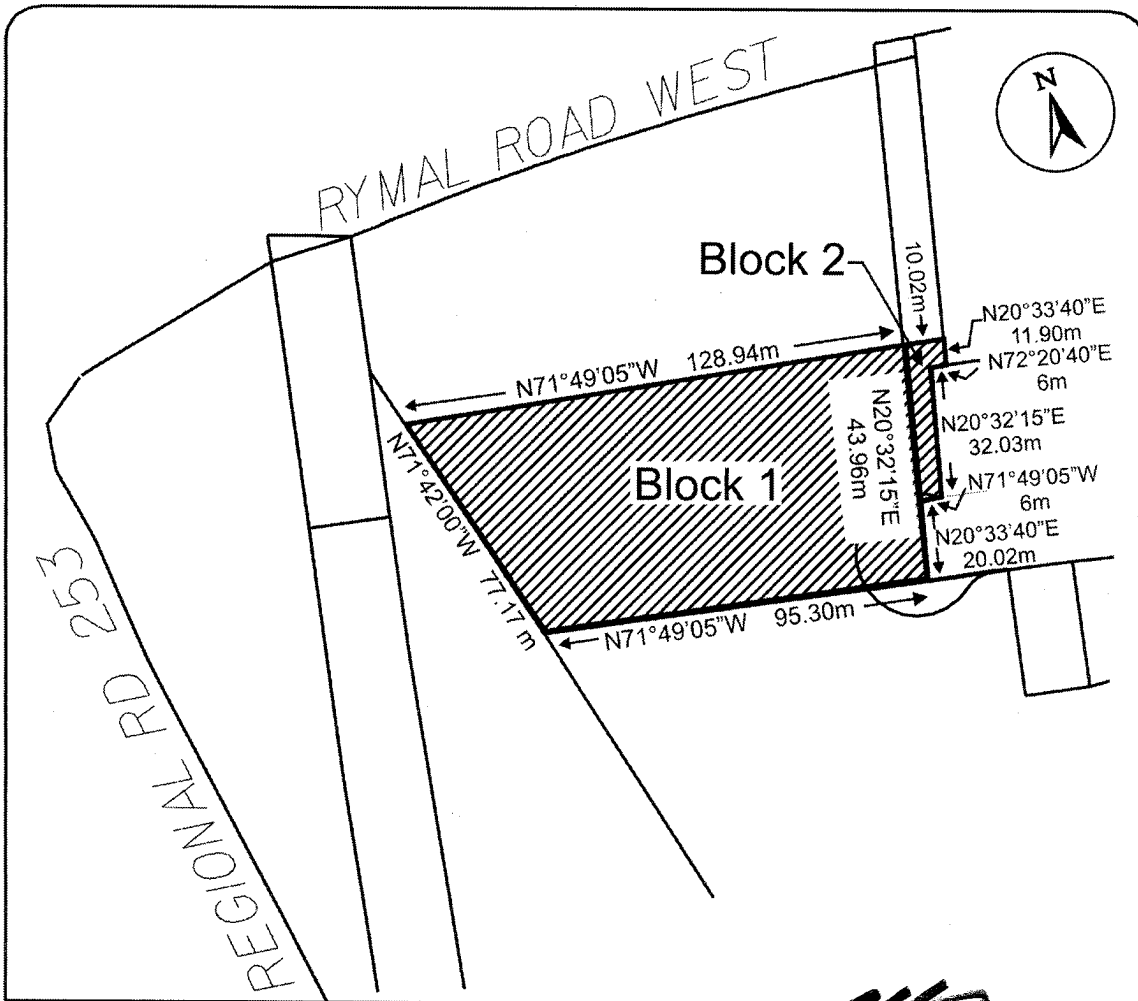 RYMAL ROAD WEST
N
Block 2
10.02m
N20°33'40"E
11.90m
N72°20'40"E
6m
N71°49'05"W 128.94m
N20°32'15"E
43.96m
N20°32'15"E
32.03m
Block 1
N71°42'00"W 77.17 m
N71°49'05"W
6m
N20°33'40"E
20.02m
N71°49'05"W 95.30m
REGIONAL RD 253